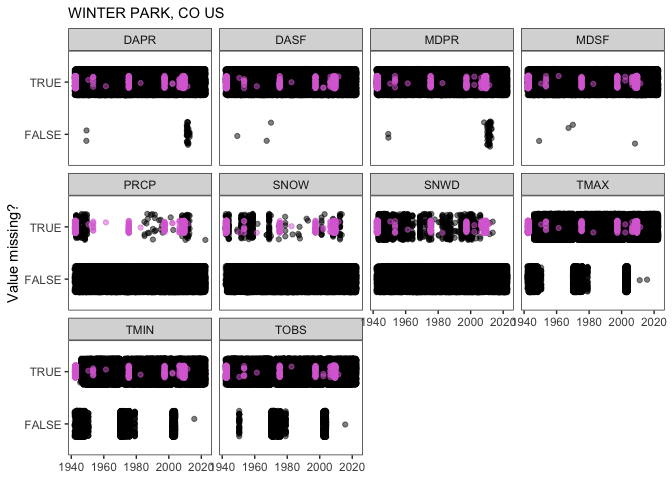 WINTER PARK, CO US
DAPR DASF MDPR MDSF
TRUE
FALSE
PRCP SNOW SNWD TMAX
TRUE
FALSE
Value missing?
1940 1960 1980 2000 2020 1940 1960 1980 2000 2020
TMIN TOBS
TRUE
FALSE
1940 1960 1980 2000 2020 1940 1960 1980 2000 2020